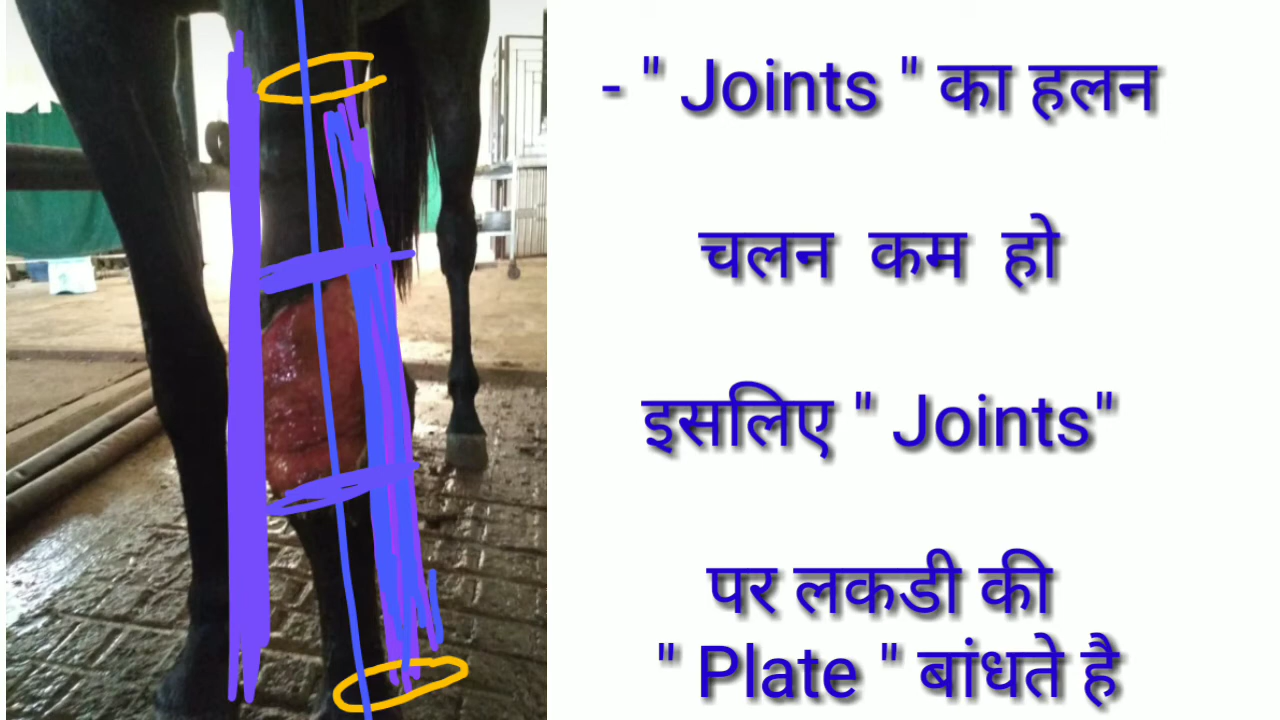 - " Joints " का हलन
चलन कम हो
इसलिए " Joints"
पर लकडी की
" Plate " बांधते है